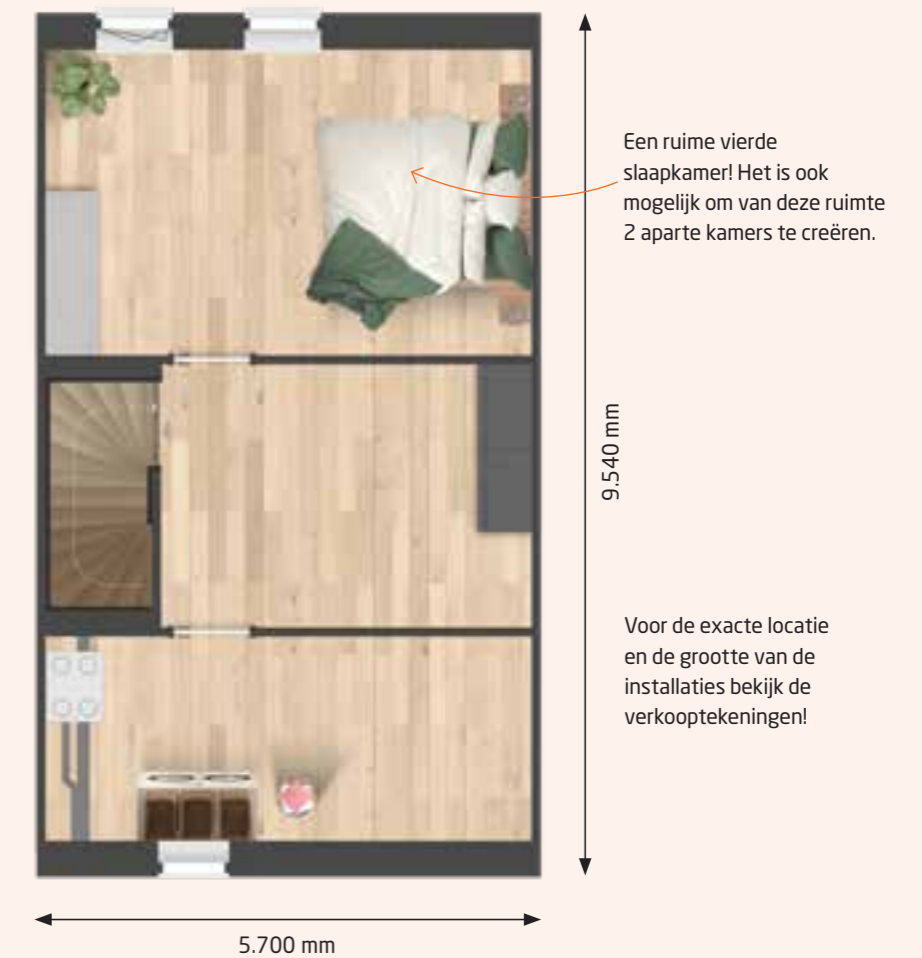 Een ruime vierde
slaapkamer! Het is ook
mogelijk om van deze ruimte
2 aparte kamers te creëren.
9.540 mm
Voor de exacte locatie
en de grootte van de
installaties bekijk de
verkooptekeningen!
5.700 mm